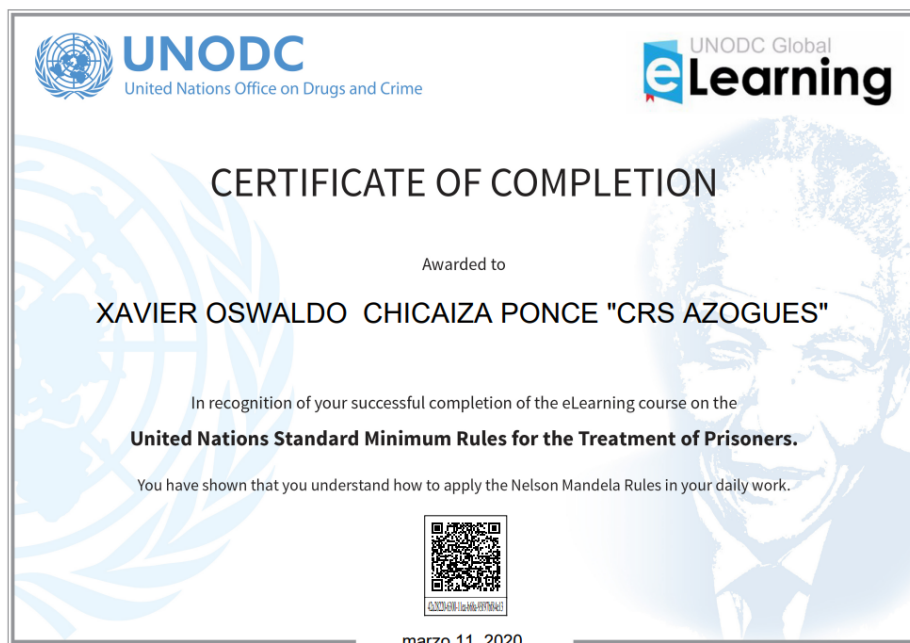 UNODC
United Nations Office on Drugs and Crime
UNODC Global
eLearning
CERTIFICATE OF COMPLETION
Awarded to
XAVIER OSWALDO CHICAIZA PONCE "CRS AZOGUES"
In recognition of your successful completion of the eLearning course on the
United Nations Standard Minimum Rules for the Treatment of Prisoners.
You have shown that you understand how to apply the Nelson Mandela Rules in your daily work.
marzo 11, 2020